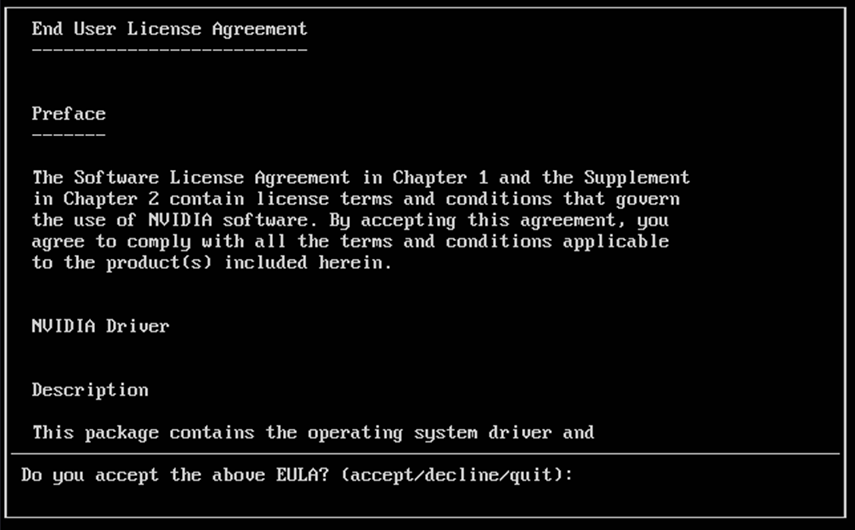 End User License Agreement
--------------------------
Preface
-------
The Software License Agreement in Chapter 1 and the Supplement
in Chapter 2 contain license terms and conditions that govern
the use of NVIDIA software. By accepting this agreement, you
agree to comply with all the terms and conditions applicable
to the product(s) included herein.
NVIDIA Driver
Description
This package contains the operating system driver and
Do you accept the above EULA? (accept/decline/quit):